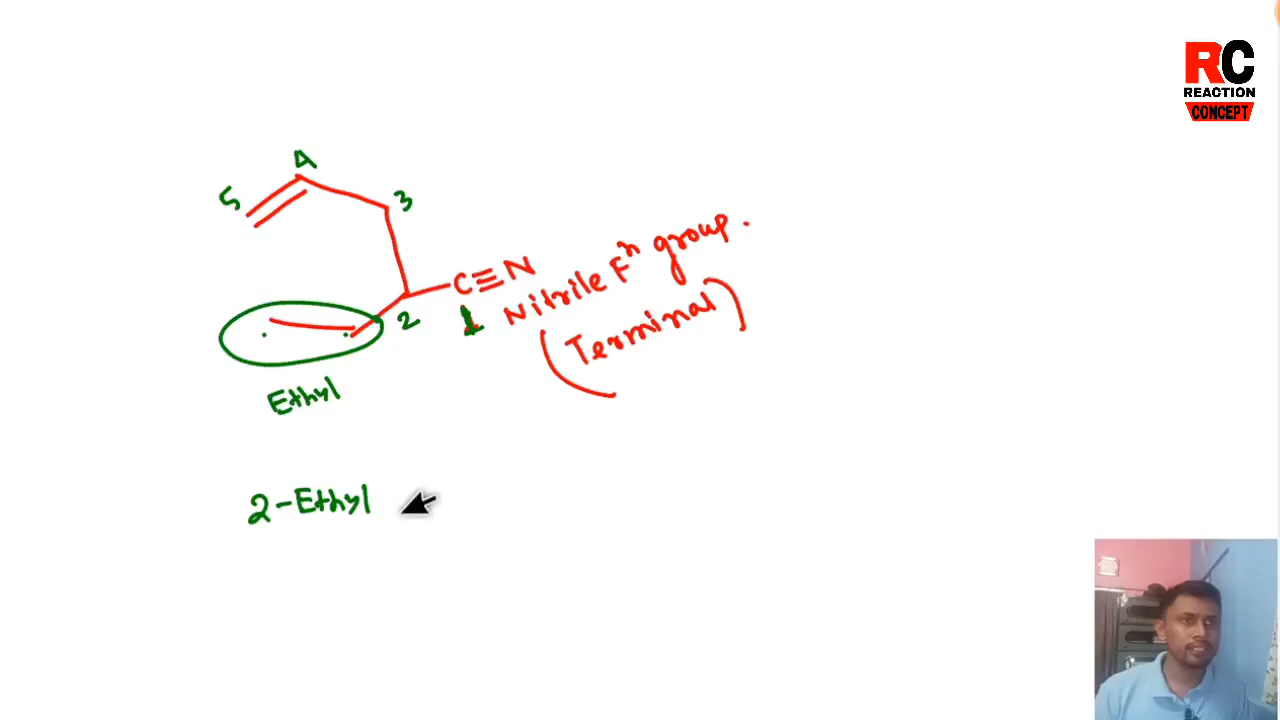 RC
REACTION
CONCEPT
4
5
3
C≡N
2
1
Nitrile Fⁿ group.
(Terminal)
Ethyl
2-Ethyl